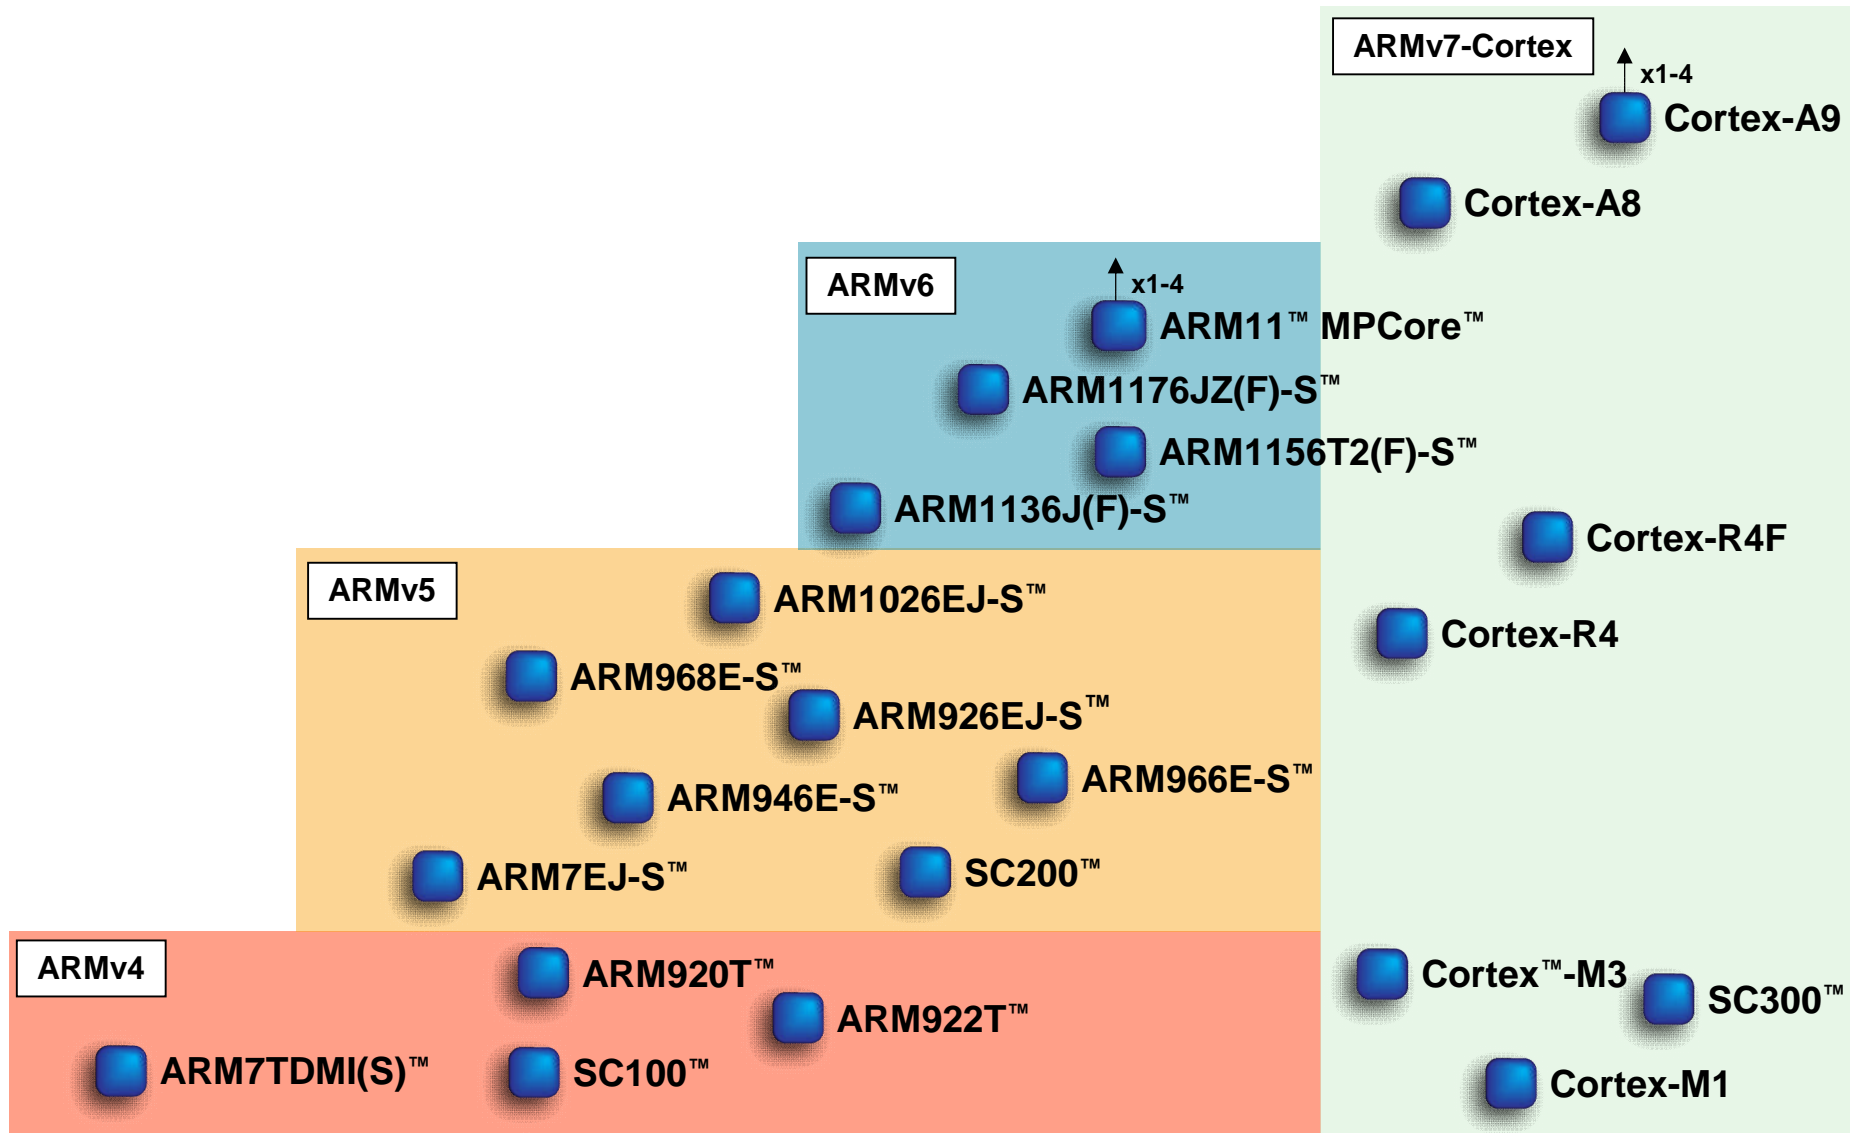 ARMv7-Cortex
x1-4
Cortex-A9
Cortex-A8
ARMv6
x1-4
ARM11™ MPCore™
ARM1176JZ(F)-S™
ARM1156T2(F)-S™
ARM1136J(F)-S™
Cortex-R4F
Cortex-R4
ARMv5
ARM1026EJ-S™
ARM968E-S™
ARM926EJ-S™
ARM966E-S™
ARM946E-S™
ARM7EJ-S™
SC200™
ARMv4
ARM920T™
ARM922T™
ARM7TDMI(S)™
SC100™
Cortex™-M3
SC300™
Cortex-M1